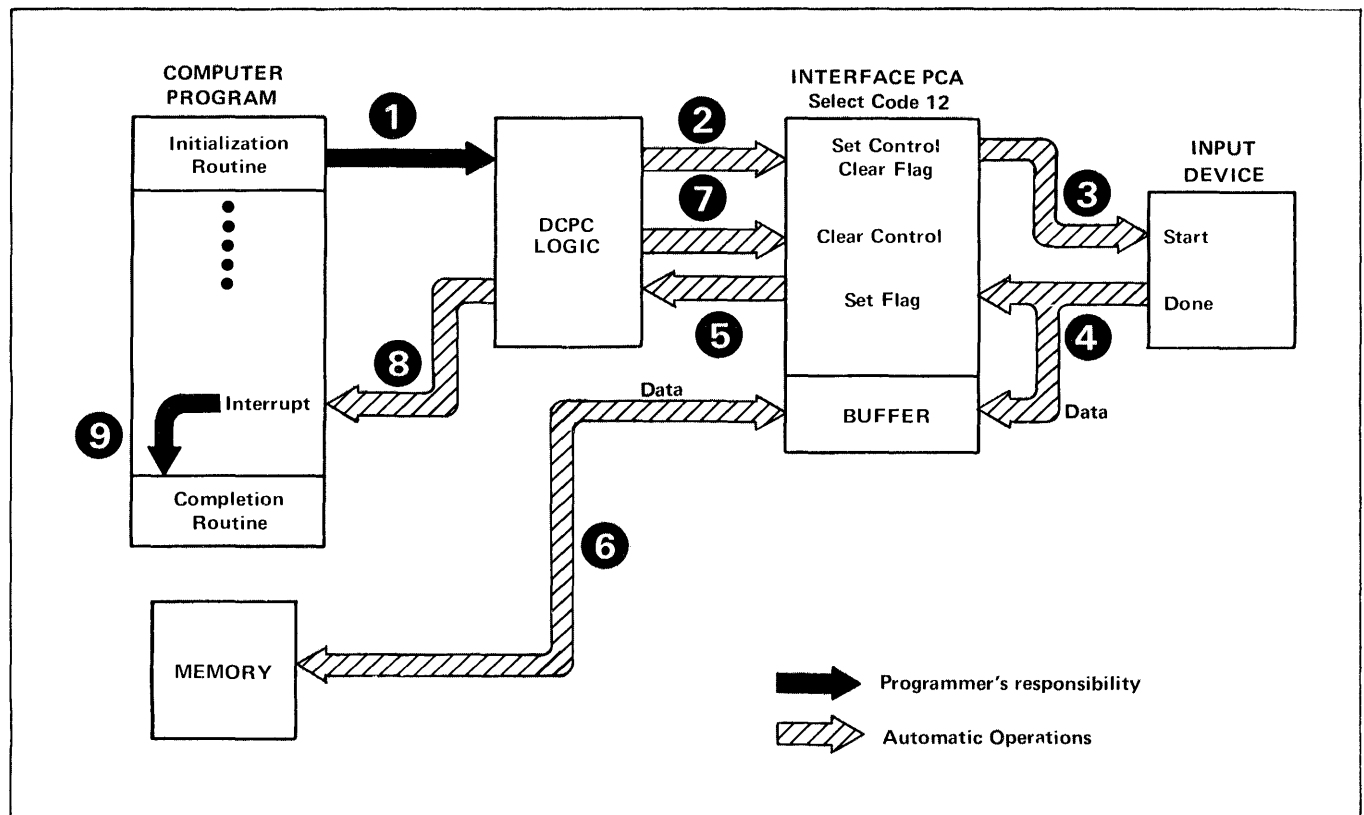 COMPUTER
PROGRAM
Initialization
Routine
1
DCPC
LOGIC
2
7
5
8
INTERFACE PCA
Select Code 12
Set Control
Clear Flag
Clear Control
Set Flag
BUFFER
3
INPUT
DEVICE
Start
Done
4
Data
Data
Interrupt
9
Completion
Routine
6
MEMORY
Programmer's responsibility
Automatic Operations